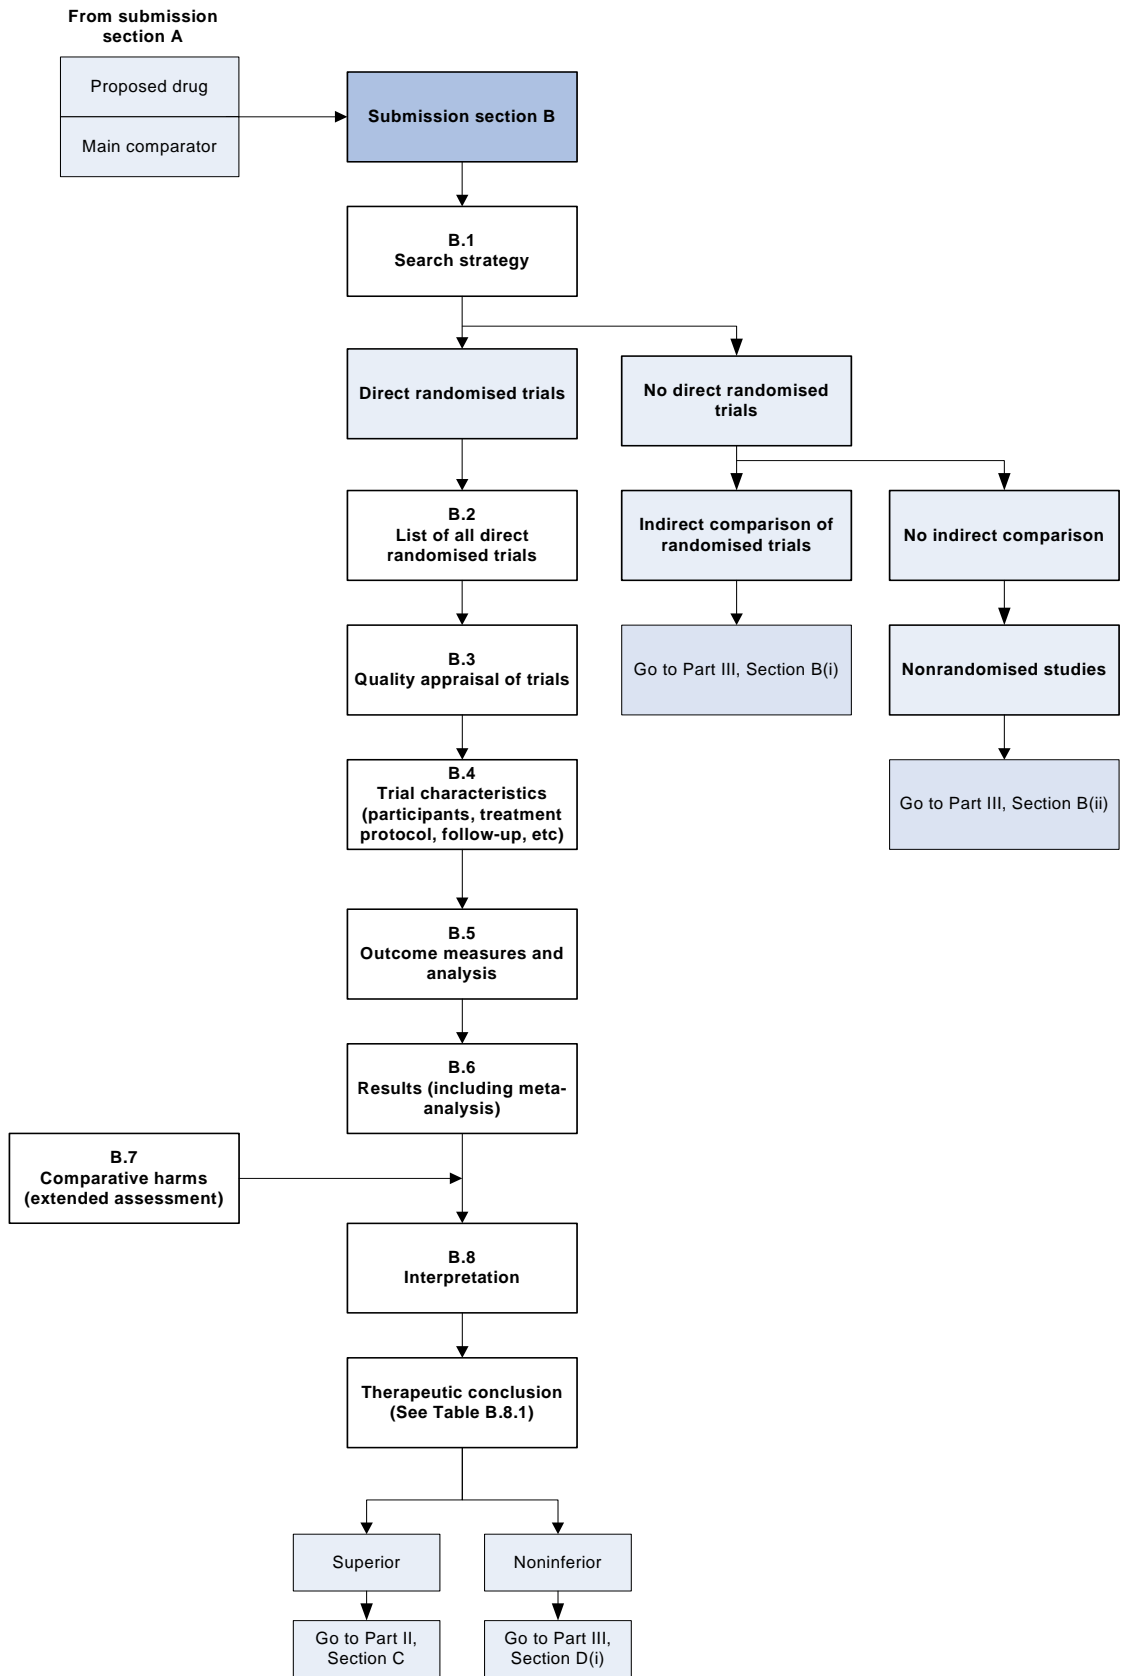 From submission
section A
Proposed drug
Main comparator
Submission section B
B.1
Search strategy
Direct randomised trials
No direct randomised
trials
B.2
List of all direct
randomised trials
Indirect comparison of
randomised trials
No indirect comparison
B.3
Quality appraisal of trials
Go to Part III, Section B(i)
Nonrandomised studies
B.4
Trial characteristics
(participants, treatment
protocol, follow-up, etc)
Go to Part III, Section B(ii)
B.5
Outcome measures and
analysis
B.6
Results (including meta-
analysis)
B.7
Comparative harms
(extended assessment)
B.8
Interpretation
Therapeutic conclusion
(See Table B.8.1)
Superior
Noninferior
Go to Part II,
Section C
Go to Part III,
Section D(i)